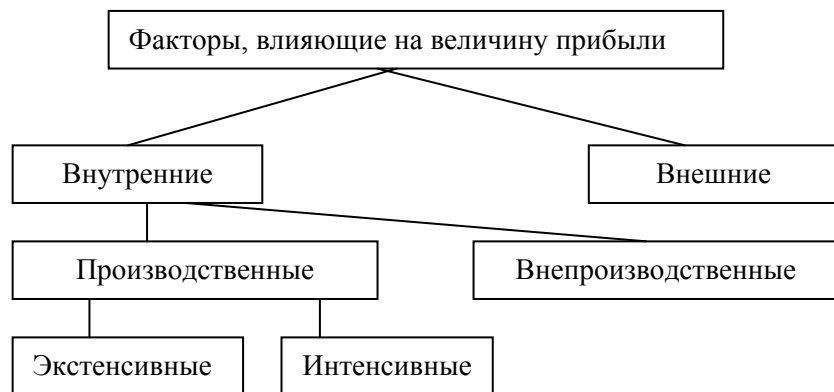 Факторы, влияющие на величину прибыли
Внутренние
Внешние
Производственные
Внепроизводственные
Экстенсивные
Интенсивные